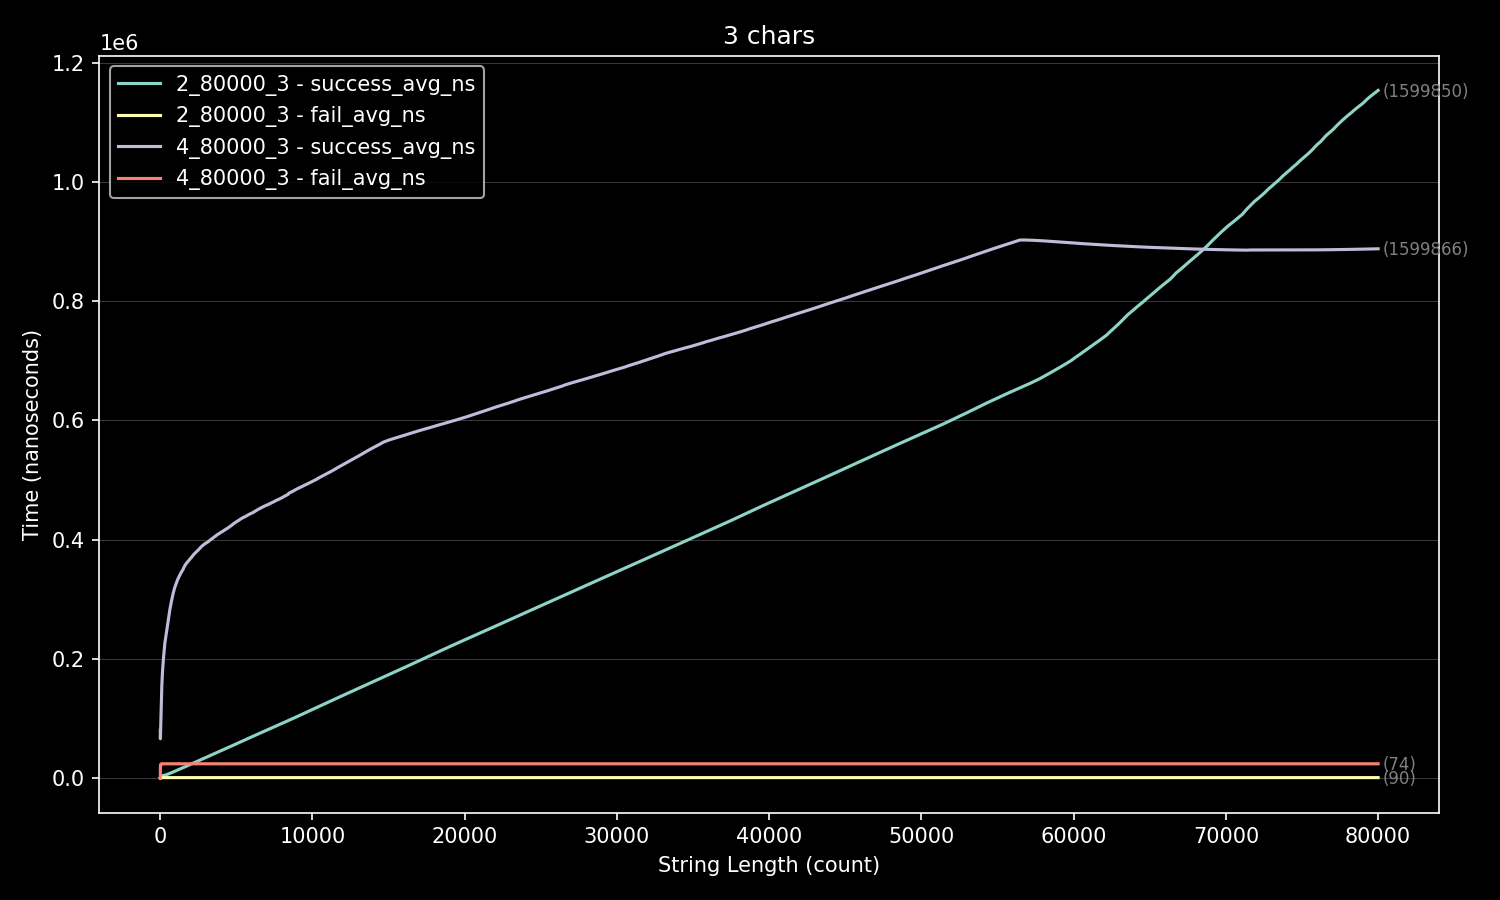 3 chars
1e6
1.2
1.0
0.8
0.6
0.4
0.2
0.0
Time (nanoseconds)
2_80000_3 - success_avg_ns
2_80000_3 - fail_avg_ns
4_80000_3 - success_avg_ns
4_80000_3 - fail_avg_ns
(1599850)
(1599866)
(74)
(90)
0 10000 20000 30000 40000 50000 60000 70000 80000
String Length (count)